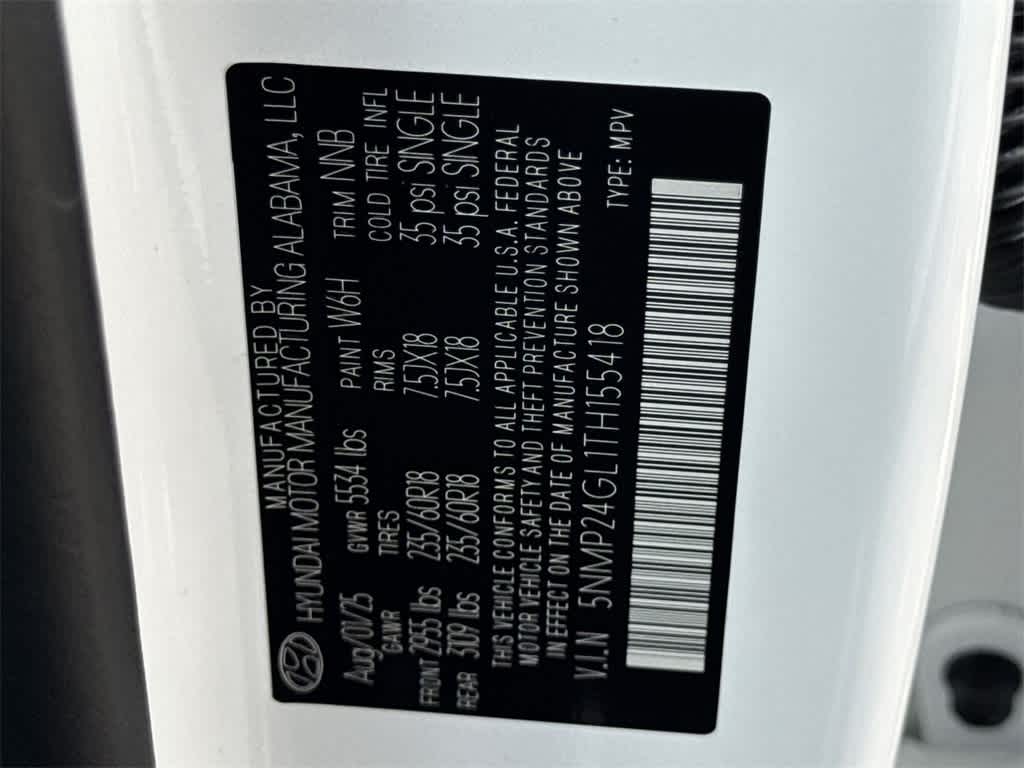 MANUFACTURED BY
HYUNDAI MOTOR MANUFACTURING ALABAMA, LLC
Aug/01/25 GVWR 5534 lbs PAINT W6H TRIM NNB
GAWR TIRES RIMS COLD TIRE INFL
FRONT 2955 lbs 235/60R18 7.5JX18 35 psi SINGLE
REAR 3109 lbs 235/60R18 7.5JX18 35 psi SINGLE
THIS VEHICLE CONFORMS TO ALL APPLICABLE U.S.A. FEDERAL
MOTOR VEHICLE SAFETY AND THEFT PREVENTION STANDARDS
IN EFFECT ON THE DATE OF MANUFACTURE SHOWN ABOVE
V.I.N 5NMP24GL1TH155418 TYPE: MPV